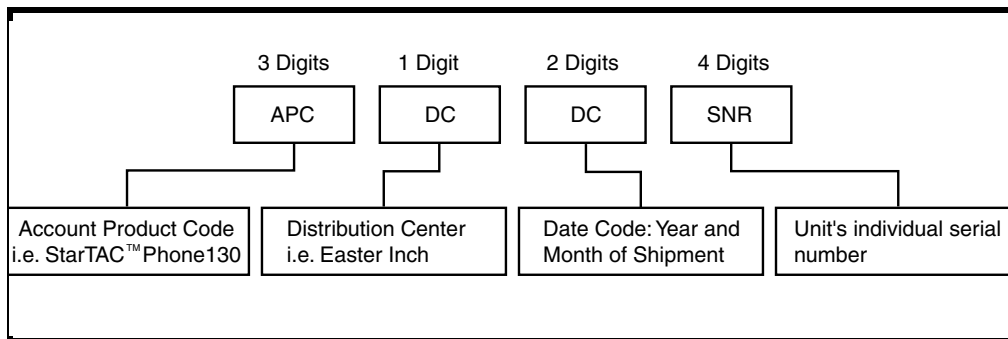 3 Digits 1 Digit 2 Digits 4 Digits
APC DC DC SNR
Account Product Code
i.e. StarTAC™Phone130
Distribution Center
i.e. Easter Inch
Date Code: Year and
Month of Shipment
Unit's individual serial
number